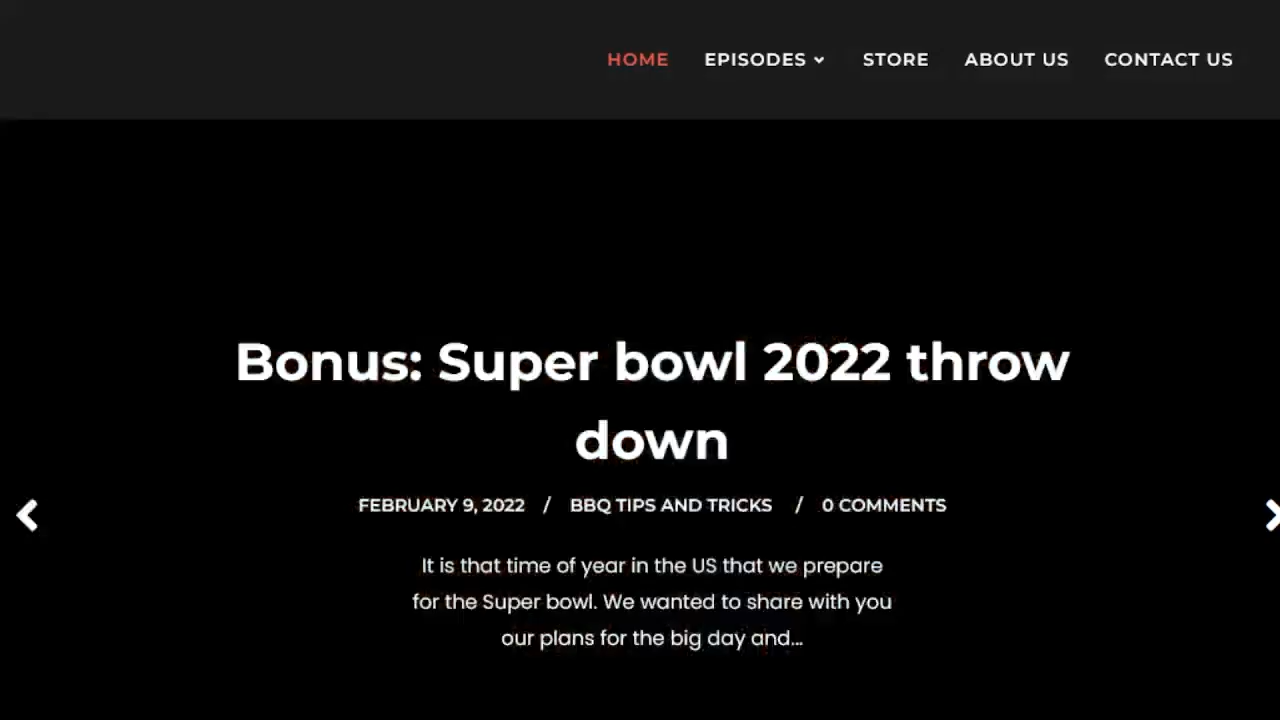 HOME EPISODES STORE ABOUT US CONTACT US
Bonus: Super bowl 2022 throw
down
FEBRUARY 9, 2022 / BBQ TIPS AND TRICKS / 0 COMMENTS
It is that time of year in the US that we prepare
for the Super bowl. We wanted to share with you
our plans for the big day and...